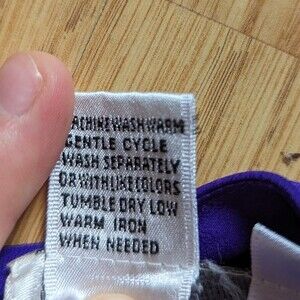 MACHINE WASH WARM
GENTLE CYCLE
WASH SEPARATELY
OR WITH LIKE COLORS
TUMBLE DRY LOW
WARM IRON
WHEN NEEDED